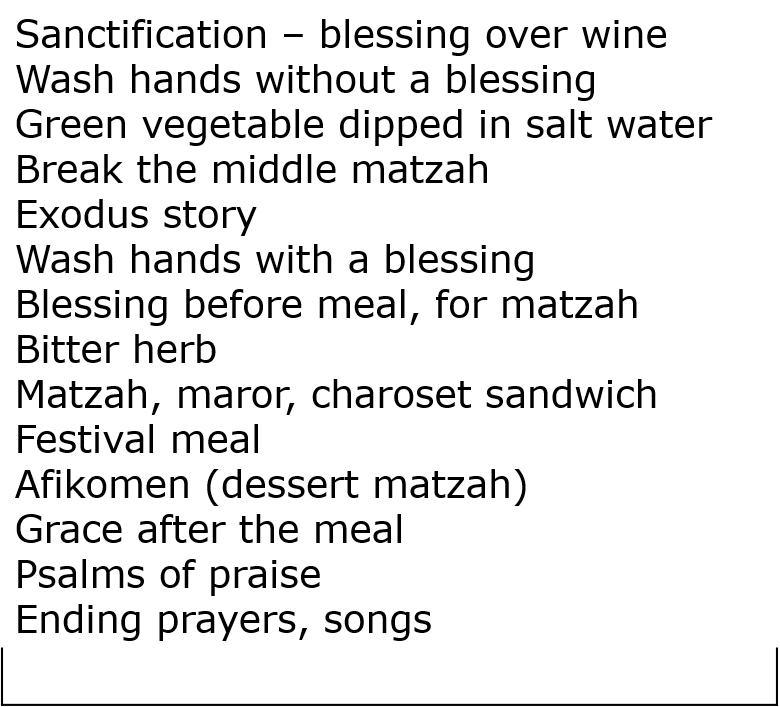 Sanctification – blessing over wine
Wash hands without a blessing
Green vegetable dipped in salt water
Break the middle matzah
Exodus story
Wash hands with a blessing
Blessing before meal, for matzah
Bitter herb
Matzah, maror, charoset sandwich
Festival meal
Afikomen (dessert matzah)
Grace after the meal
Psalms of praise
Ending prayers, songs